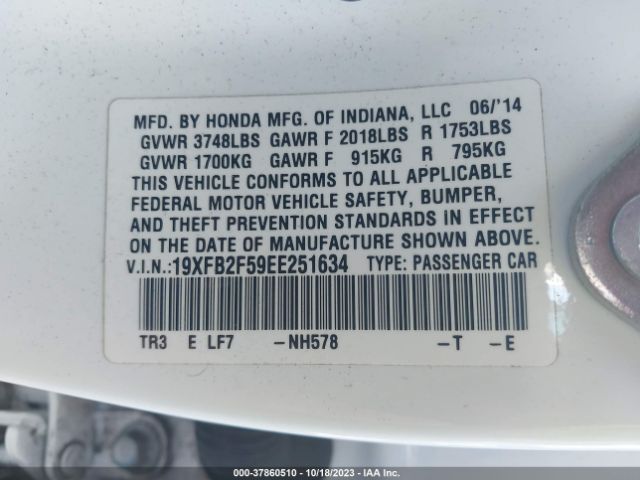 MFD. BY HONDA MFG. OF INDIANA, LLC 06/'14
GVWR 3748LBS GAWR F 2018LBS R 1753LBS
GVWR 1700KG GAWR F 915KG R 795KG
THIS VEHICLE CONFORMS TO ALL APPLICABLE
FEDERAL MOTOR VEHICLE SAFETY, BUMPER,
AND THEFT PREVENTION STANDARDS IN EFFECT
ON THE DATE OF MANUFACTURE SHOWN ABOVE.
V.I.N.:19XFB2F59EE251634 TYPE: PASSENGER CAR
TR3 E LF7 -NH578 -T -E
000-37860510 | 10/18/2023 | IAA Inc.